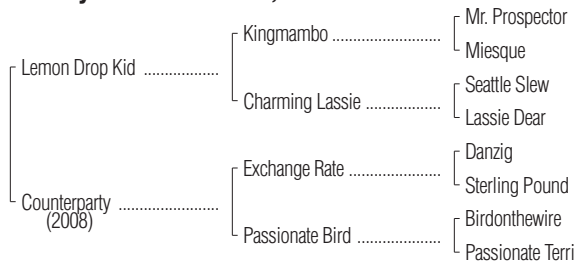 Kingmambo ....................
Mr. Prospector
Miesque
Lemon Drop Kid ..................
Charming Lassie ..................
Seattle Slew
Lassie Dear
Exchange Rate ......................
Danzig
Sterling Pound
Counterparty ........................
(2008)
Passionate Bird ....................
Birdonthewire
Passionate Terri